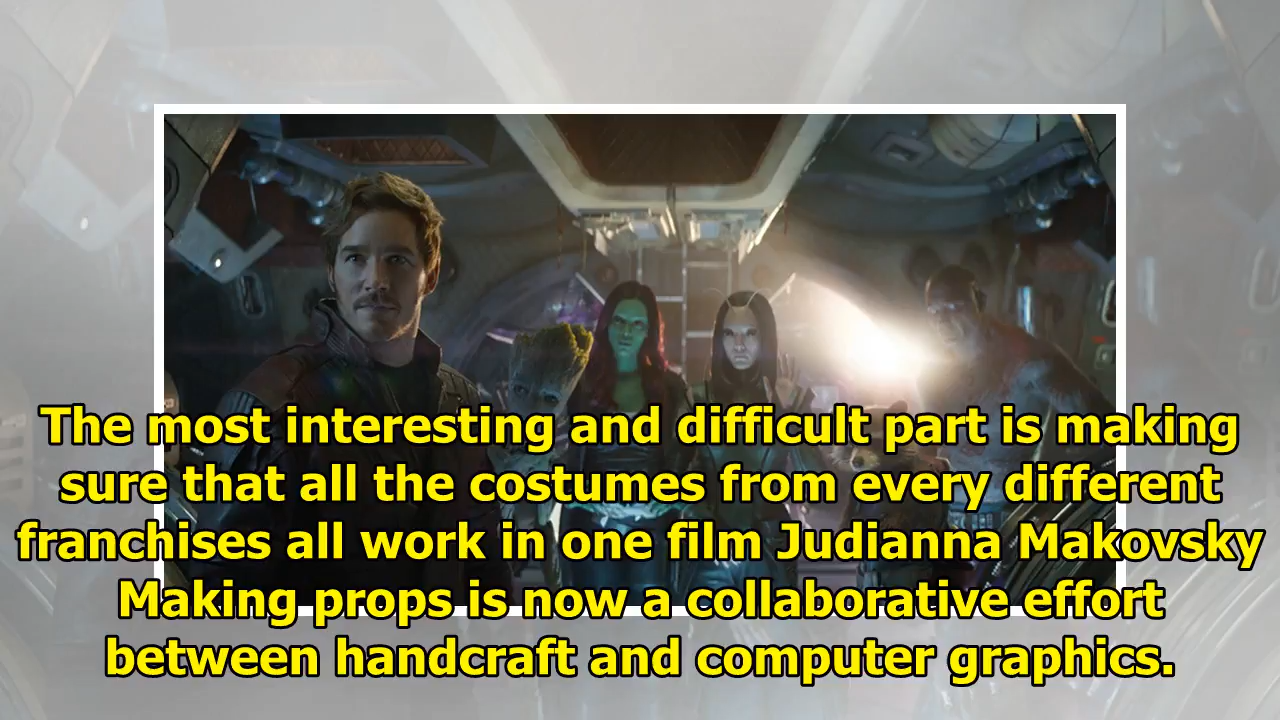 The most interesting and difficult part is making
sure that all the costumes from every different
franchises all work in one film Judianna Makovsky
Making props is now a collaborative effort
between handcraft and computer graphics.